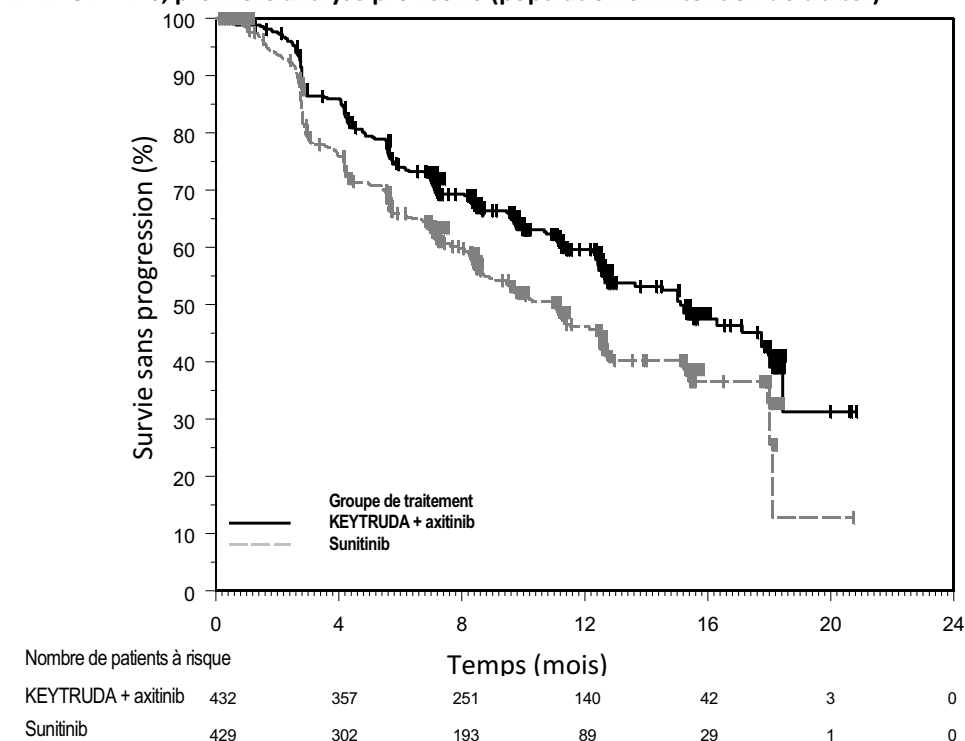 100
90
80
70
60
50
40
30
20
10
0
Survie sans progression (%)
Groupe de traitement
KEYTRUDA + axitinib
Sunitinib
0 4 8 12 16 20 24
Temps (mois)
Nombre de patients à risque
KEYTRUDA + axitinib 432 357 251 140 42 3 0
Sunitinib 429 302 193 89 29 1 0